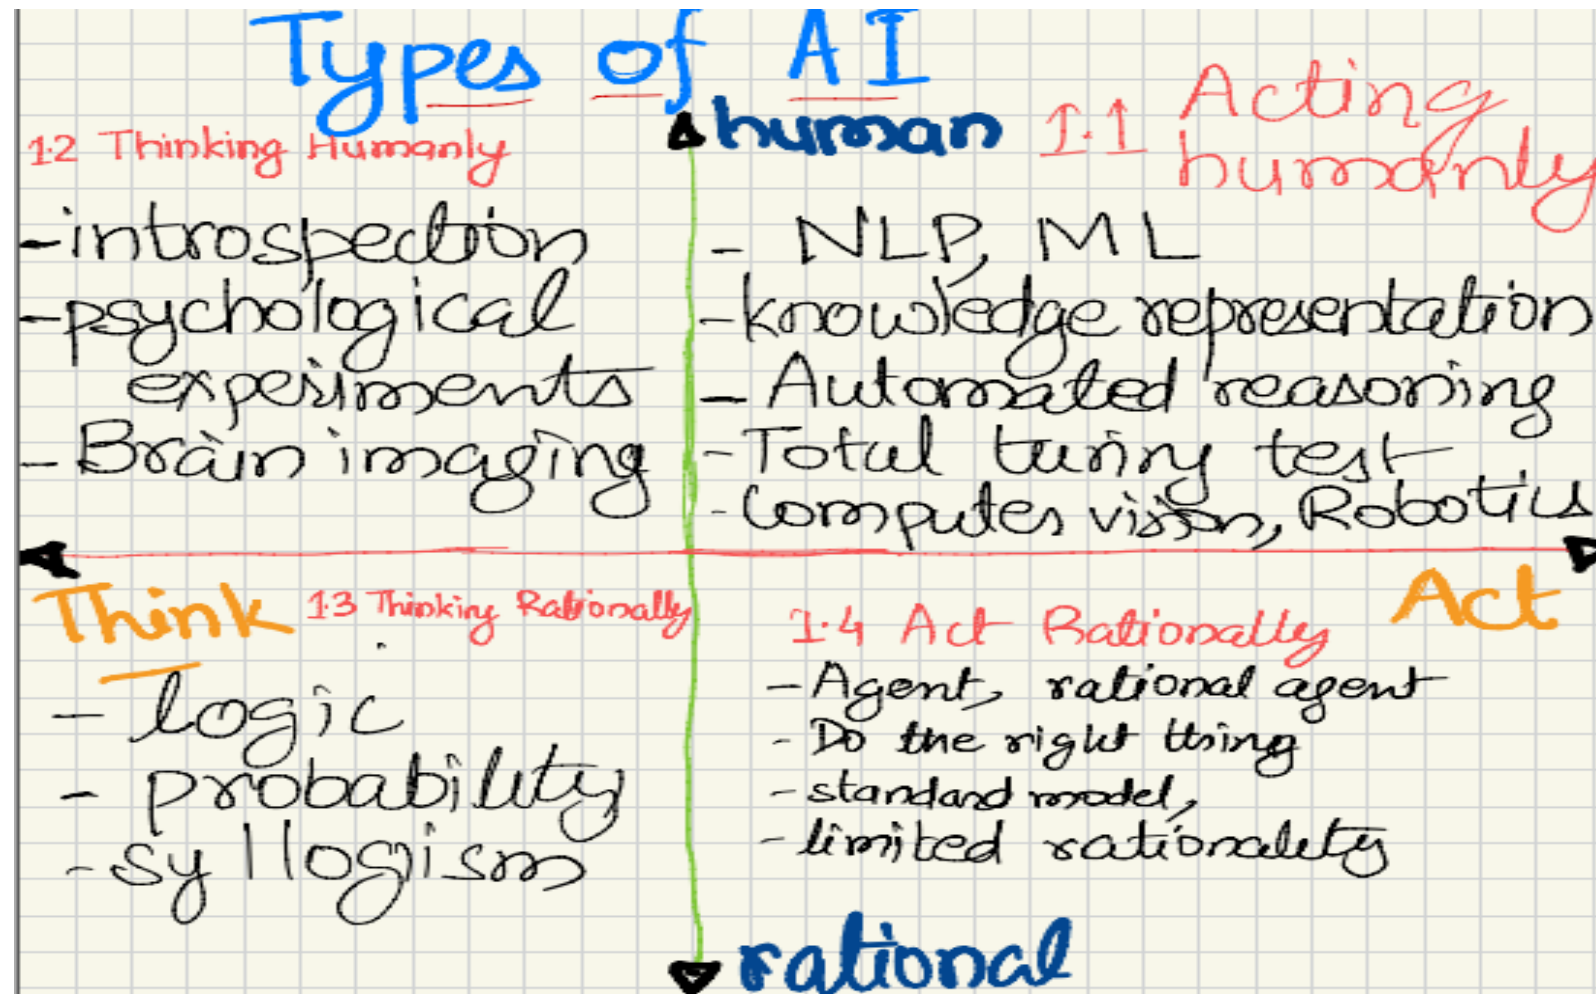 Types of AI
human
1.2 Thinking Humanly
- introspection
- psychological
experiments
- Brain imaging
1.1 Acting
humanly
- NLP, ML
- knowledge representation
- Automated reasoning
- Total turing test
- Computer vision, Robotics
Think
1.3 Thinking Rationally
- logic
- probability
- syllogism
Act
1.4 Act Rationally
- Agent, rational agent
- Do the right thing
- standard model,
- limited rationality
rational